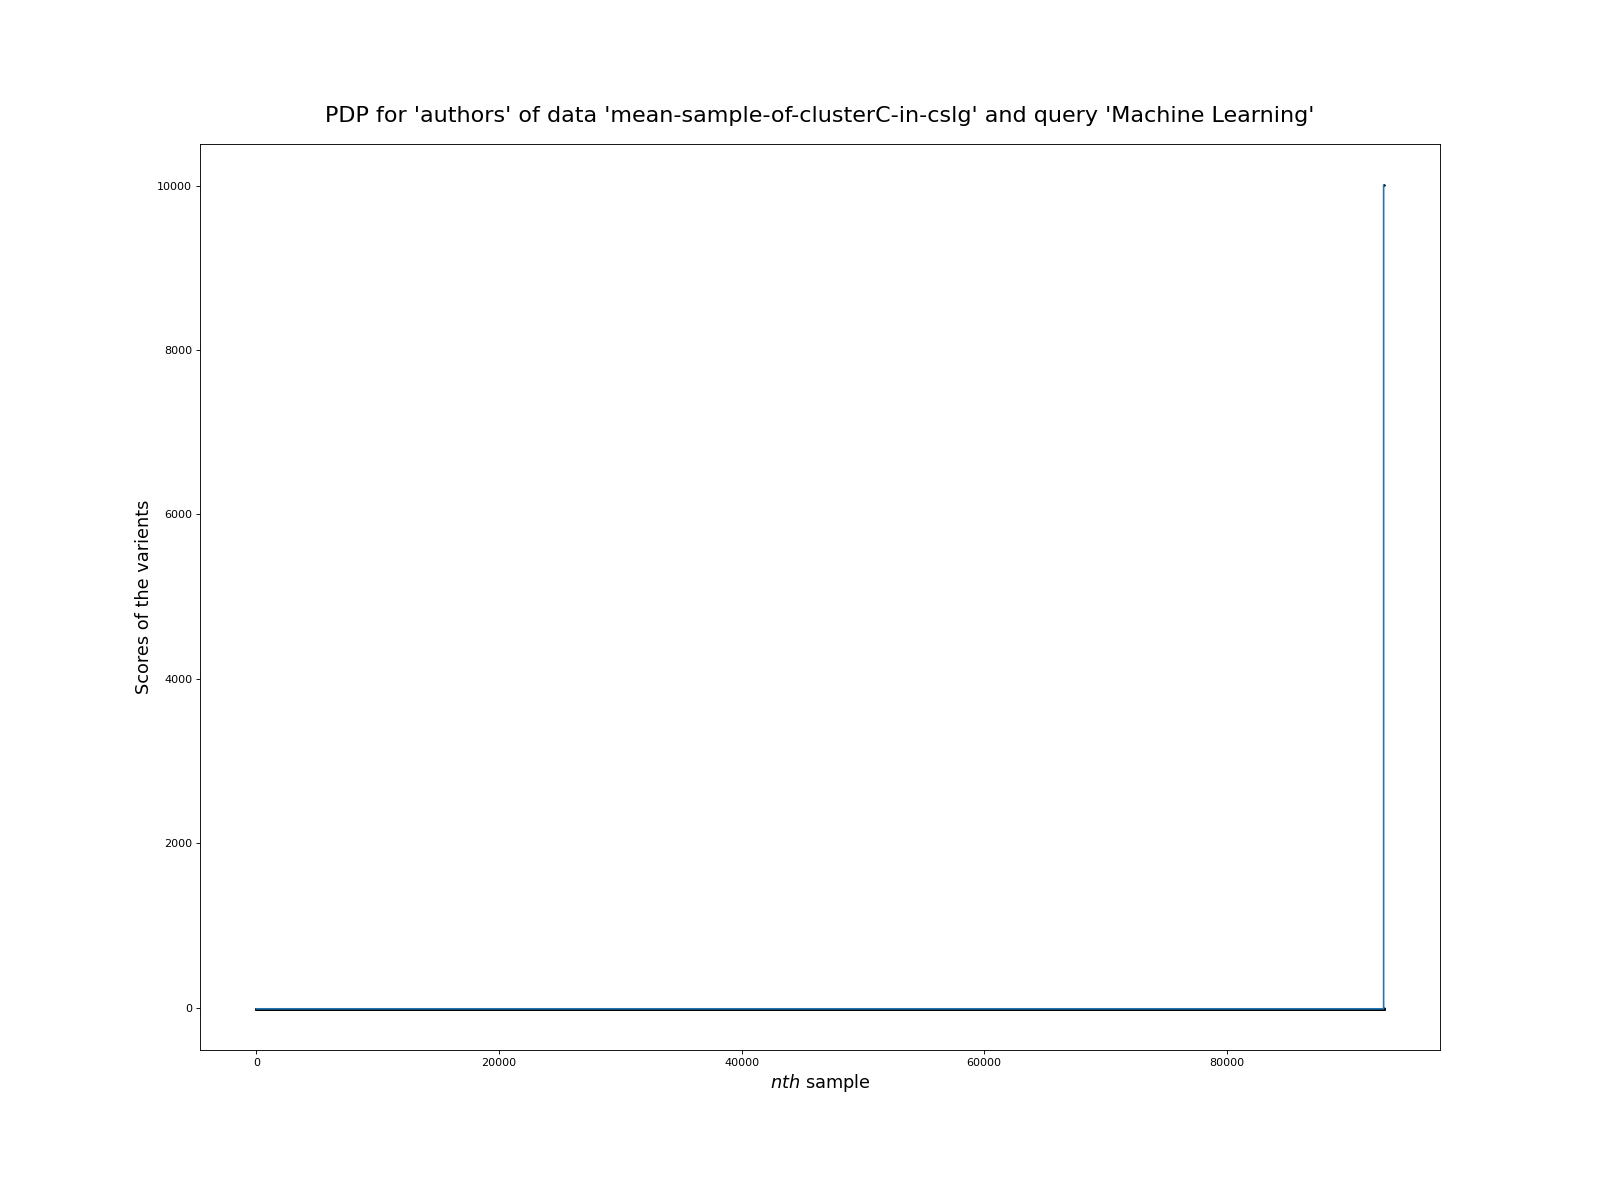 PDP for 'authors' of data 'mean-sample-of-clusterC-in-cslg' and query 'Machine Learning'
10000
8000
6000
4000
2000
0
Scores of the varients
0 20000 40000 60000 80000
nth sample